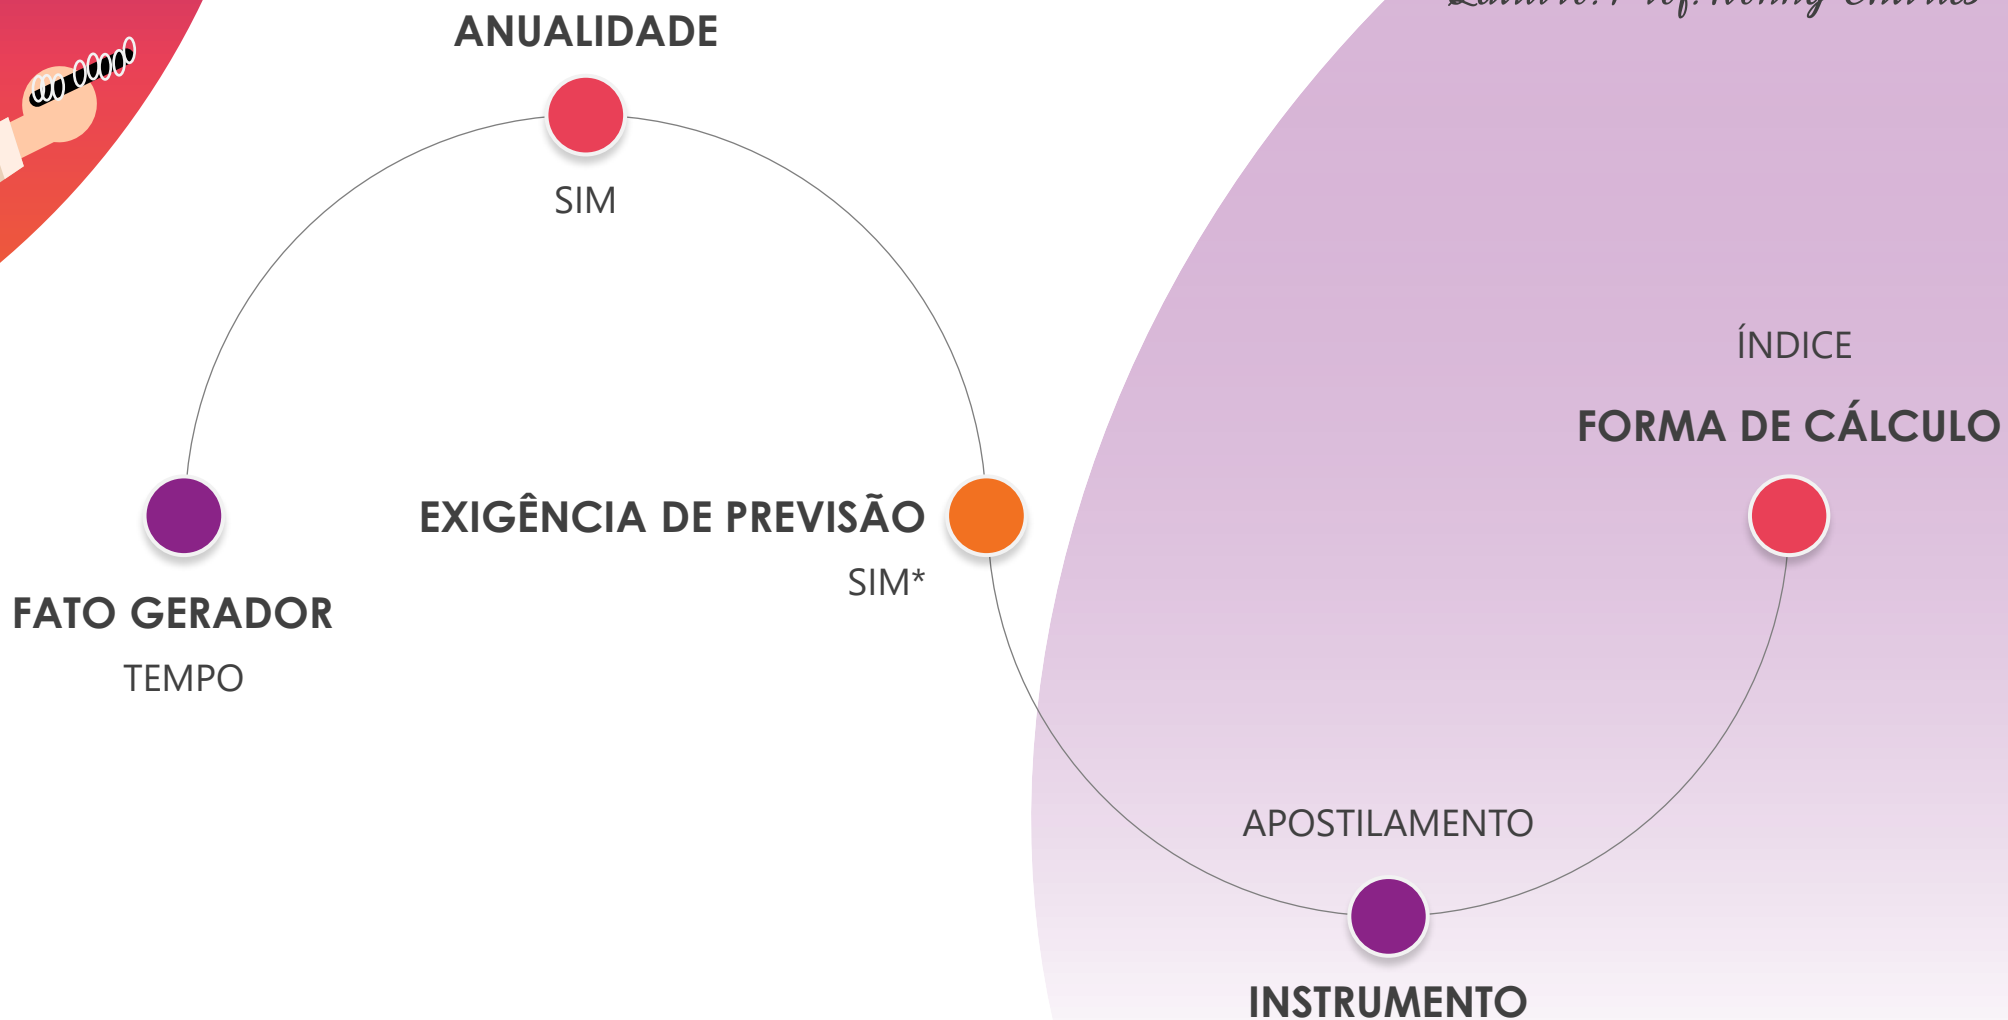 ANUALIDADE
SIM
EXIGÊNCIA DE PREVISÃO
SIM*
FATO GERADOR
TEMPO
ÍNDICE
FORMA DE CÁLCULO
APOSTILAMENTO
INSTRUMENTO